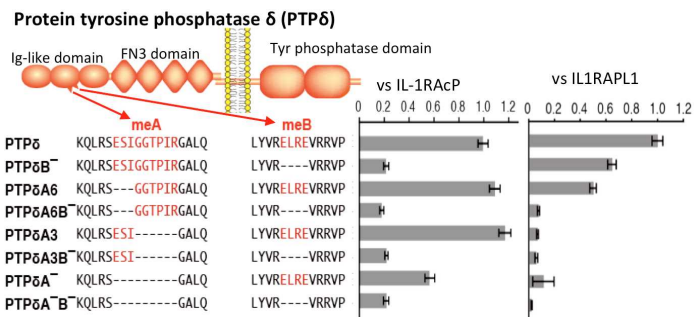 Protein tyrosine phosphatase δ (PTPδ)
Ig-like domain FN3 domain Tyr phosphatase domain
vs IL-1RAcP vs IL1RAPL1
meA meB
0 0.2 0.4 0.6 0.8 1.0 1.2 0 0.2 0.4 0.6 0.8 1.0 1.2
PTPδ KQLRSESIGGTPIRGALQ LYVRELREVRRVP
PTPδB⁻ KQLRSESIGGTPIRGALQ LYVR----VRRVP
PTPδA6 KQLRS---GGTPIRGALQ LYVRELREVRRVP
PTPδA6B⁻ KQLRS---GGTPIRGALQ LYVR----VRRVP
PTPδA3 KQLRSESI------GALQ LYVRELREVRRVP
PTPδA3B⁻ KQLRSESI------GALQ LYVR----VRRVP
PTPδA⁻ KQLRS---------GALQ LYVRELREVRRVP
PTPδA⁻B⁻ KQLRS---------GALQ LYVR----VRRVP